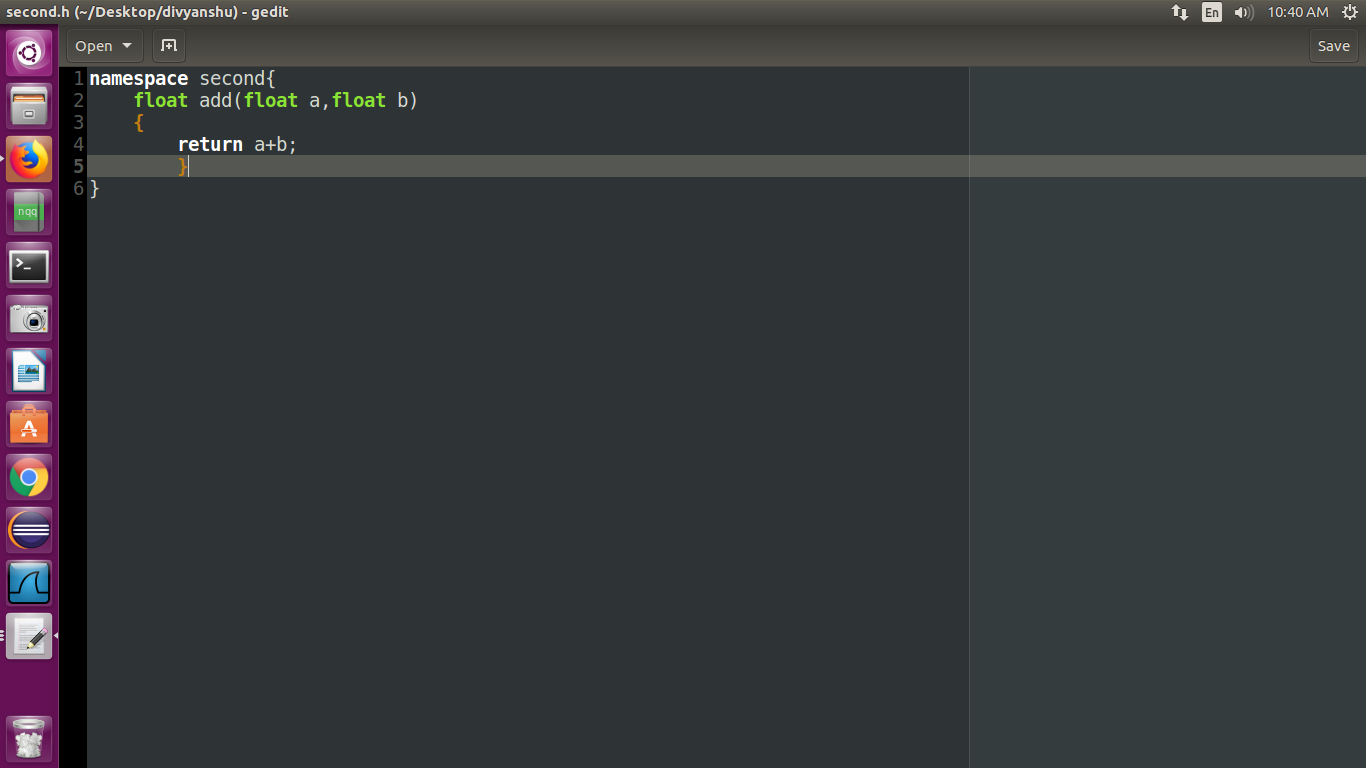 second.h (~/Desktop/divyanshu) - gedit
En
10:40 AM
Open
Save
1 namespace second{
2     float add(float a,float b)
3     {
4         return a+b;
5         }
6 }
nqq
>_
A